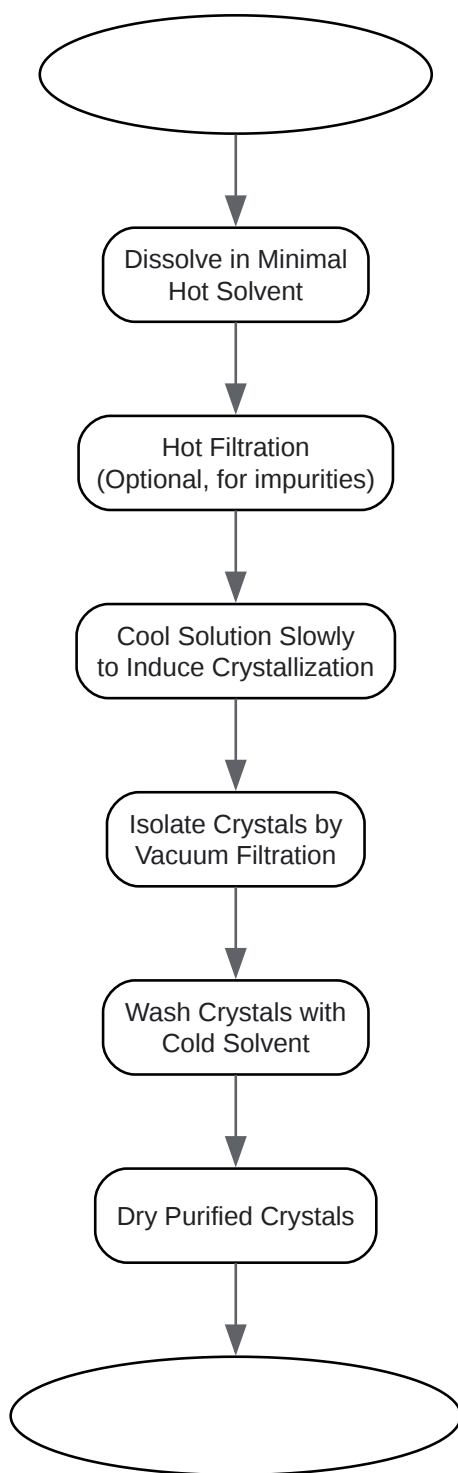 Dissolve in Minimal
Hot Solvent
Hot Filtration
(Optional, for impurities)
Cool Solution Slowly
to Induce Crystallization
Isolate Crystals by
Vacuum Filtration
Wash Crystals with
Cold Solvent
Dry Purified Crystals